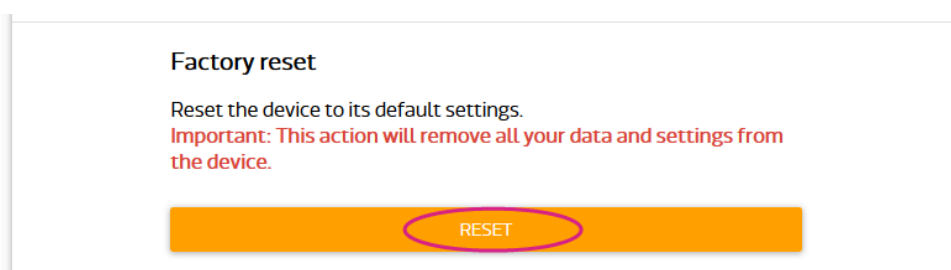 Factory reset
Reset the device to its default settings.
Important: This action will remove all your data and settings from
the device.
RESET